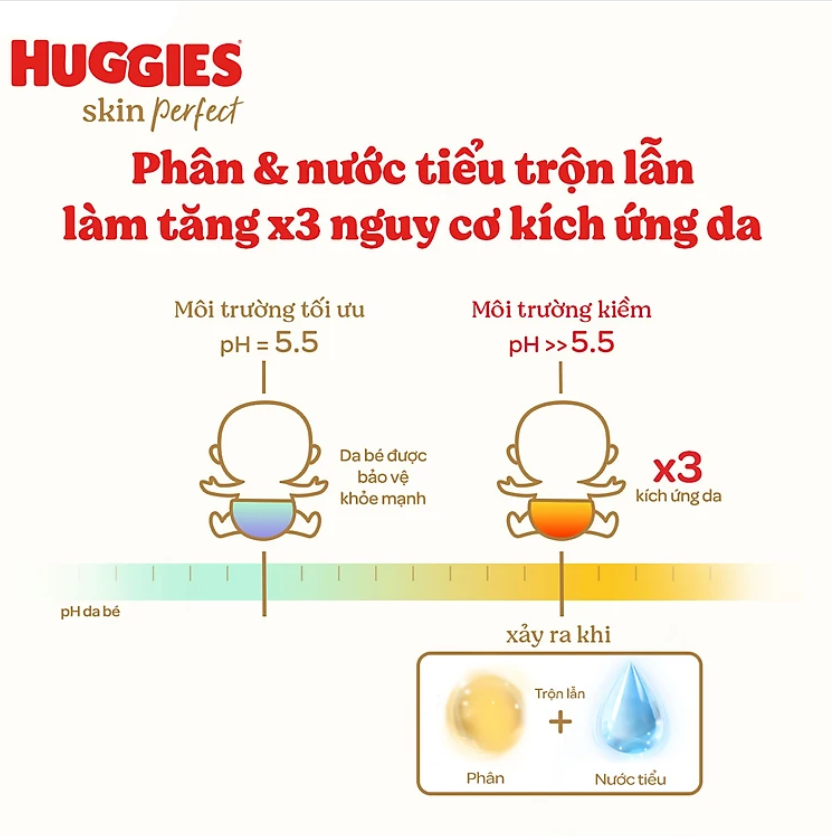 HUGGIES
skin perfect
Phân & nước tiểu trộn lẫn
làm tăng x3 nguy cơ kích ứng da
Môi trường tối ưu
pH = 5.5
Môi trường kiềm
pH >> 5.5
Da bé được
bảo vệ
khỏe mạnh
x3
kích ứng da
pH da bé
xảy ra khi
Trộn lẫn
+
Phân
Nước tiểu